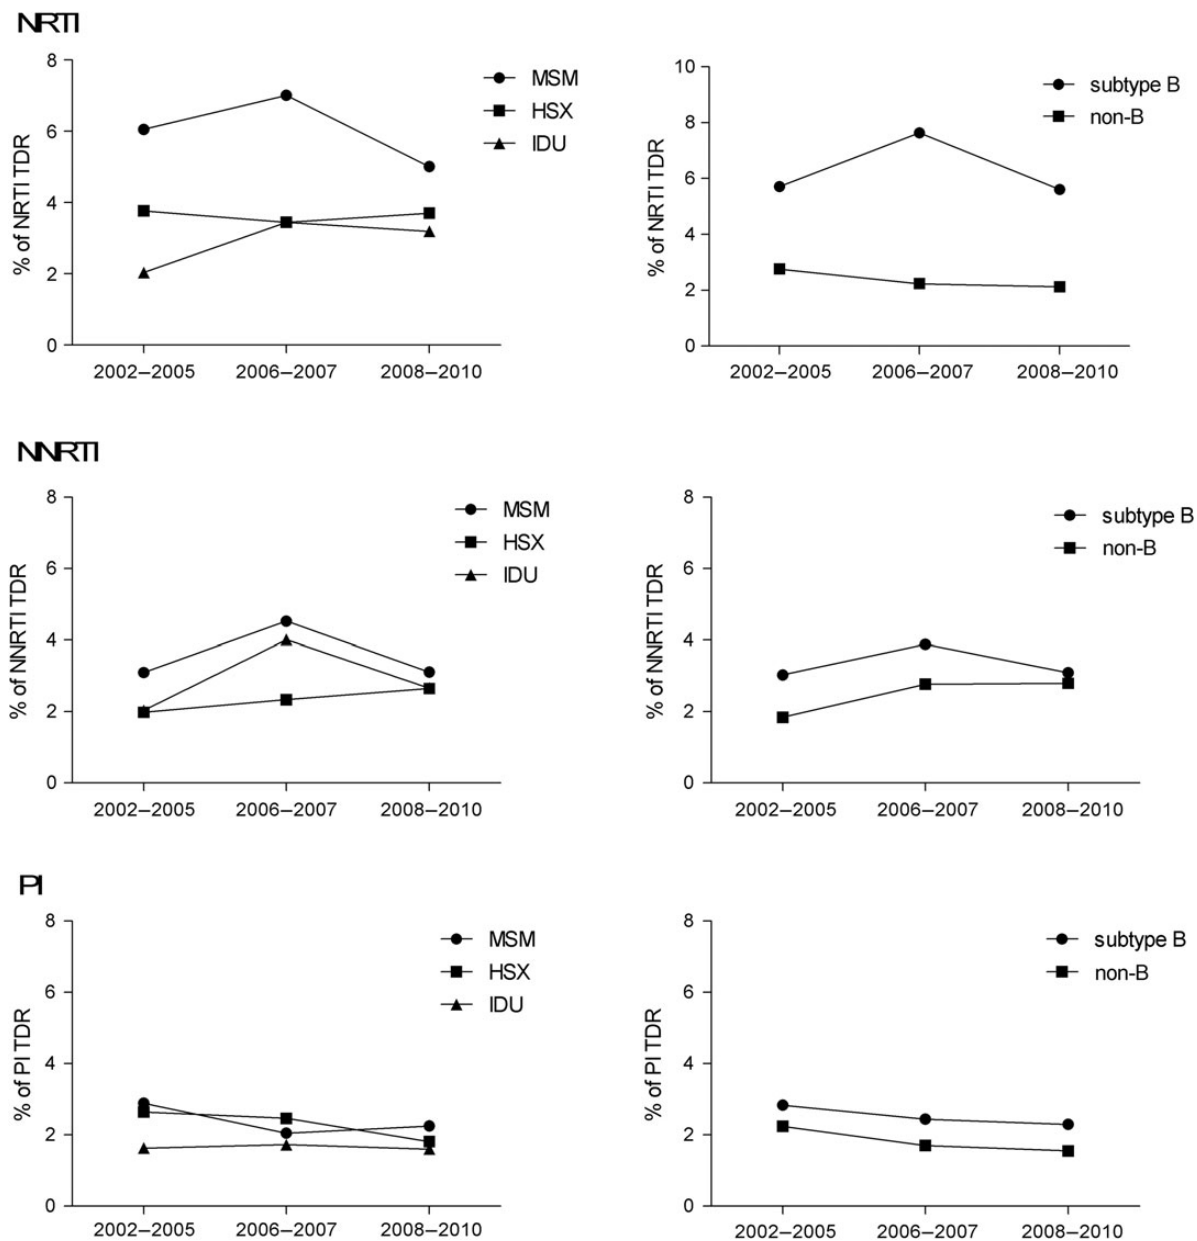 NRTI
8
6
4
2
0
% of NRTI TDR
MSM
HSX
IDU
2002–2005 2006–2007 2008–2010
10
8
6
4
2
0
% of NRTI TDR
subtype B
non-B
2002–2005 2006–2007 2008–2010
NNRTI
8
6
4
2
0
% of NNRTI TDR
MSM
HSX
IDU
2002–2005 2006–2007 2008–2010
8
6
4
2
0
% of NNRTI TDR
subtype B
non-B
2002–2005 2006–2007 2008–2010
PI
8
6
4
2
0
% of PI TDR
MSM
HSX
IDU
2002–2005 2006–2007 2008–2010
8
6
4
2
0
% of PI TDR
subtype B
non-B
2002–2005 2006–2007 2008–2010